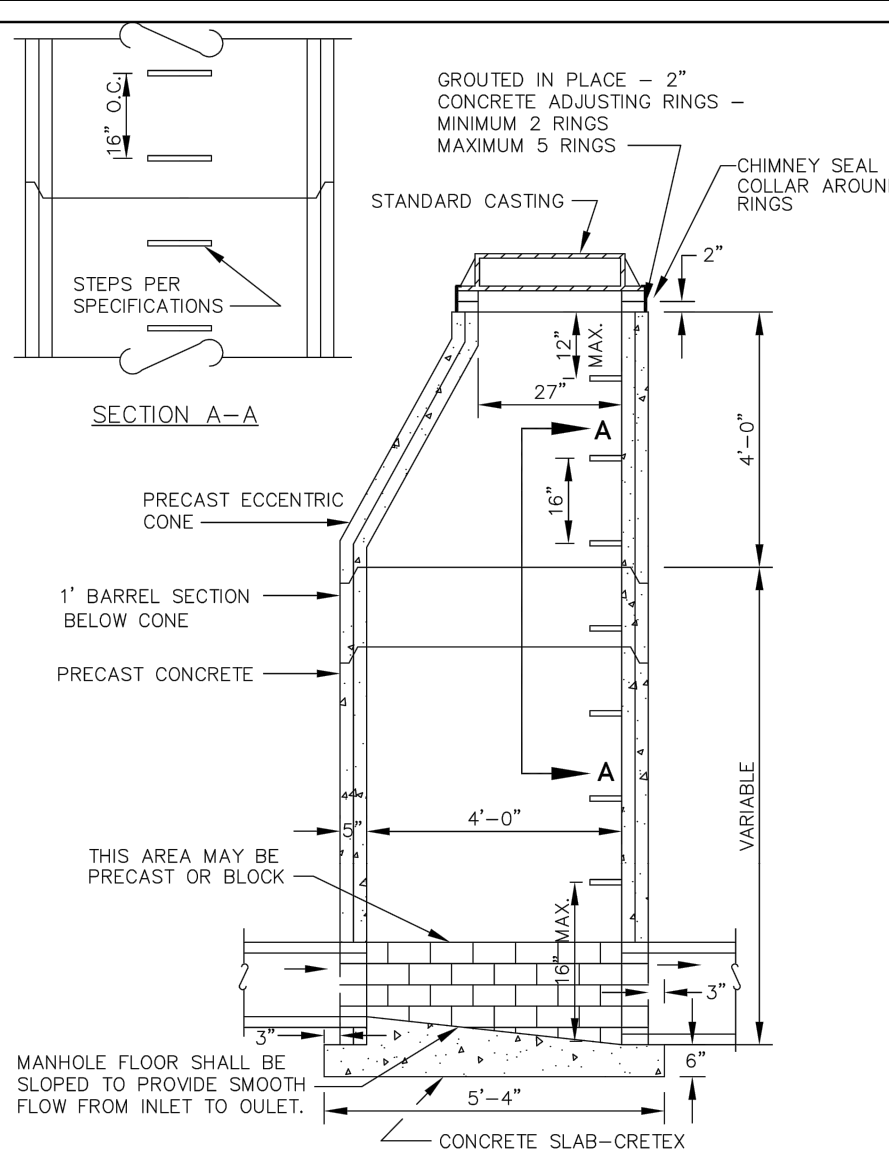 16" O.C.
STEPS PER
SPECIFICATIONS
SECTION A-A
GROUTED IN PLACE - 2"
CONCRETE ADJUSTING RINGS -
MINIMUM 2 RINGS
MAXIMUM 5 RINGS
CHIMNEY SEAL
COLLAR AROUN
RINGS
STANDARD CASTING
2"
12"
MAX.
27"
A
4'-0"
16"
PRECAST ECCENTRIC
CONE
1' BARREL SECTION
BELOW CONE
PRECAST CONCRETE
A
VARIABLE
5"
4'-0"
THIS AREA MAY BE
PRECAST OR BLOCK
16" MAX.
3"
3"
MANHOLE FLOOR SHALL BE
SLOPED TO PROVIDE SMOOTH
FLOW FROM INLET TO OULET.
6"
5'-4"
CONCRETE SLAB-CRETEX